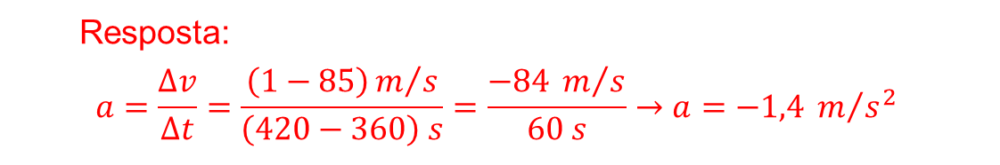 Resposta:
𝑎 = Δ𝑣/Δ𝑡 = (1 − 85) 𝑚/𝑠 / (420 − 360) 𝑠 = −84 𝑚/𝑠 / 60 𝑠 → 𝑎 = −1,4 𝑚/𝑠²